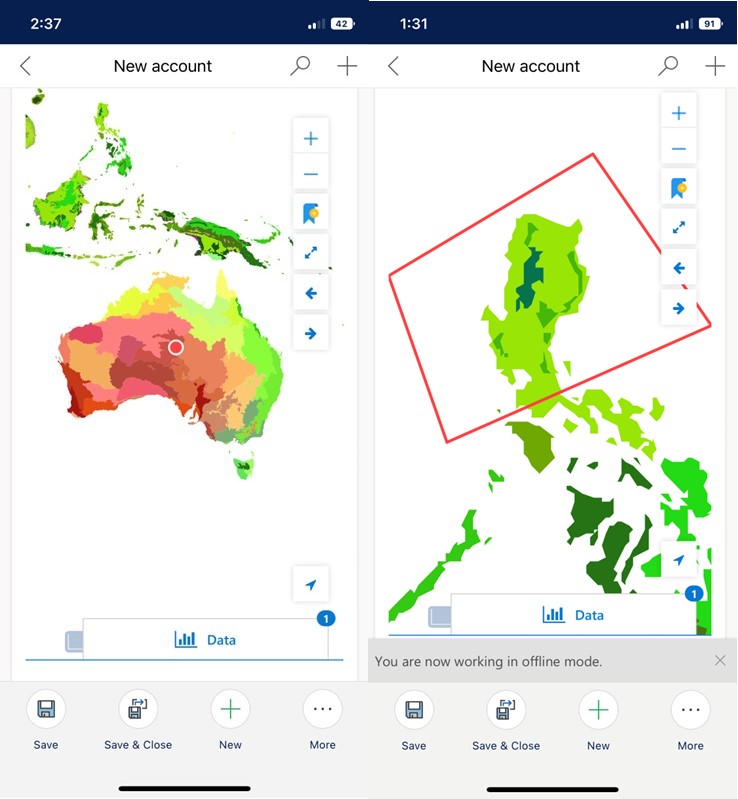 2:37
42
New account
1
Data
Save
Save & Close
New
More
1:31
91
New account
1
Data
You are now working in offline mode.
Save
Save & Close
New
More